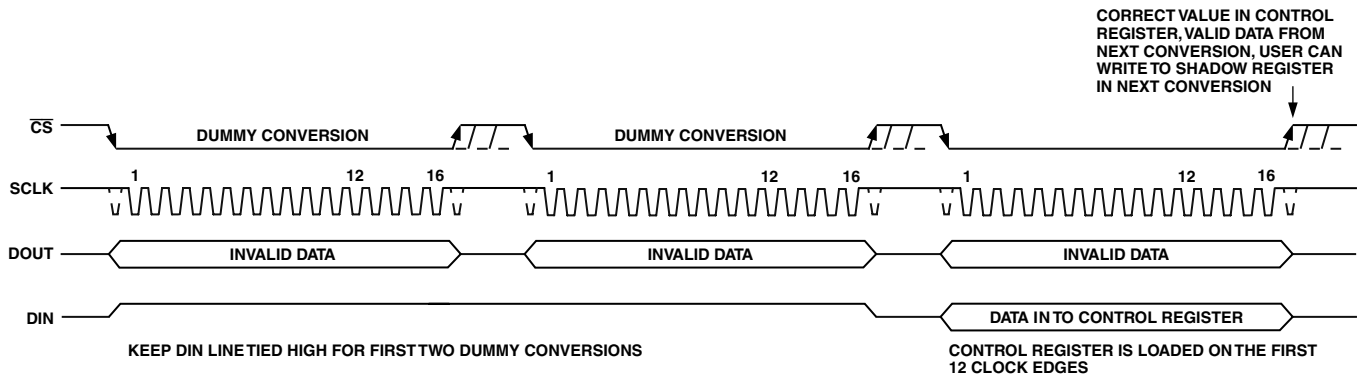 CORRECT VALUE IN CONTROL
REGISTER, VALID DATA FROM
NEXT CONVERSION, USER CAN
WRITE TO SHADOW REGISTER
IN NEXT CONVERSION
CS
DUMMY CONVERSION
DUMMY CONVERSION
SCLK
1 12 16
1 12 16
1 12 16
DOUT
INVALID DATA
INVALID DATA
INVALID DATA
DIN
DATA IN TO CONTROL REGISTER
KEEP DIN LINE TIED HIGH FOR FIRST TWO DUMMY CONVERSIONS
CONTROL REGISTER IS LOADED ON THE FIRST
12 CLOCK EDGES